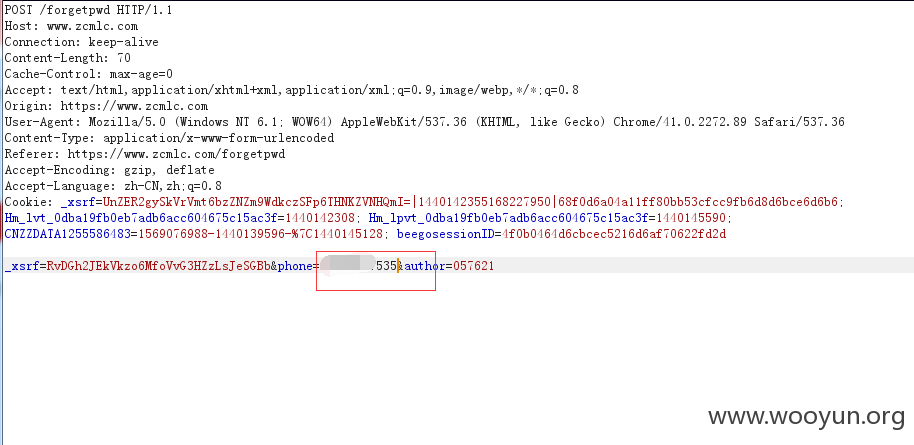 POST /forgetpwd HTTP/1.1
Host: www.zcmlc.com
Connection: keep-alive
Content-Length: 70
Cache-Control: max-age=0
Accept: text/html,application/xhtml+xml,application/xml;q=0.9,image/webp,*/*;q=0.8
Origin: https://www.zcmlc.com
User-Agent: Mozilla/5.0 (Windows NT 6.1; WOW64) AppleWebKit/537.36 (KHTML, like Gecko) Chrome/41.0.2272.89 Safari/537.36
Content-Type: application/x-www-form-urlencoded
Referer: https://www.zcmlc.com/forgetpwd
Accept-Encoding: gzip, deflate
Accept-Language: zh-CN,zh;q=0.8
Cookie: _xsrf=UnZER2gySkVrVmt6bzZNZm9WdkczSFp6THNKZVNHQmI=|1440142355168227950|68f0d6a04a11ff80bb53cfcc9fb6d8d6bce6d6b6;
Hm_lvt_0dba19fb0eb7adb6acc604675c15ac3f=1440142308; Hm_lpvt_0dba19fb0eb7adb6acc604675c15ac3f=1440145590;
CNZZDATA1255586483=1569076988-1440139596-%7C1440145128; beegosessionID=4f0b0464d6cbcec5216d6af70622fd2d
_xsrf=RvDGh2JEkVkzo6MfoVvG3HZzLsJeSGBb&phone=7535&author=057621
www.wooyun.org